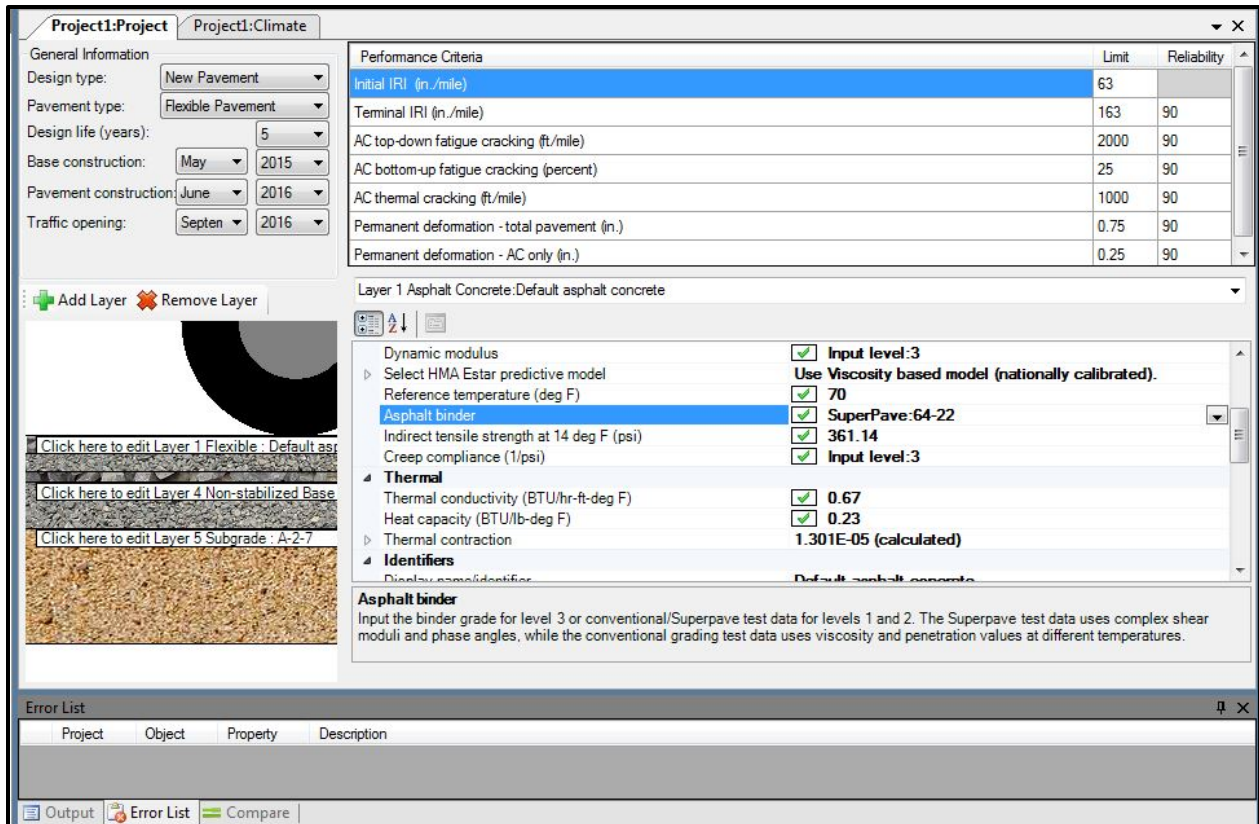 Project1:Project Project1:Climate
General Information
Design type: New Pavement
Pavement type: Flexible Pavement
Design life (years): 5
Base construction: May 2015
Pavement construction: June 2016
Traffic opening: Septen 2016
Performance Criteria Limit Reliability
Initial IRI (in./mile) 63
Terminal IRI (in./mile) 163 90
AC top-down fatigue cracking (ft/mile) 2000 90
AC bottom-up fatigue cracking (percent) 25 90
AC thermal cracking (ft/mile) 1000 90
Permanent deformation - total pavement (in.) 0.75 90
Permanent deformation - AC only (in.) 0.25 90
Add Layer Remove Layer
Click here to edit Layer 1 Flexible : Default asp
Click here to edit Layer 4 Non-stabilized Base
Click here to edit Layer 5 Subgrade : A-2-7
Layer 1 Asphalt Concrete:Default asphalt concrete
Dynamic modulus Input level:3
Select HMA Estar predictive model Use Viscosity based model (nationally calibrated).
Reference temperature (deg F) 70
Asphalt binder SuperPave:64-22
Indirect tensile strength at 14 deg F (psi) 361.14
Creep compliance (1/psi) Input level:3
Thermal
Thermal conductivity (BTU/hr-ft-deg F) 0.67
Heat capacity (BTU/lb-deg F) 0.23
Thermal contraction 1.301E-05 (calculated)
Identifiers
Display name/identifier Default asphalt concrete
Asphalt binder
Input the binder grade for level 3 or conventional/Superpave test data for levels 1 and 2. The Superpave test data uses complex shear
moduli and phase angles, while the conventional grading test data uses viscosity and penetration values at different temperatures.
Error List
Project Object Property Description
Output Error List Compare